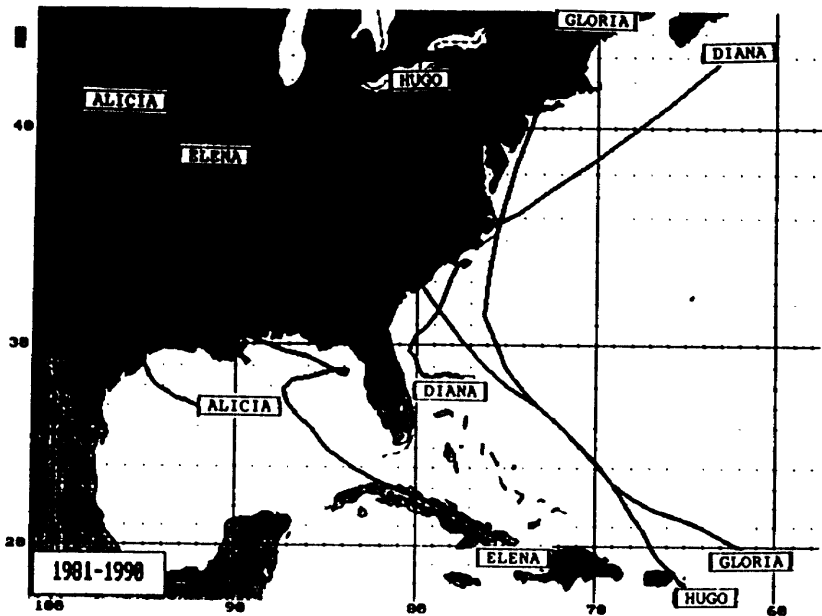 GLORIA
DIANA
HUGO
ALICIA
40
ELENA
30
DIANA
ALICIA
20
ELENA
GLORIA
1981-1990
HUGO
100
90
80
70
60